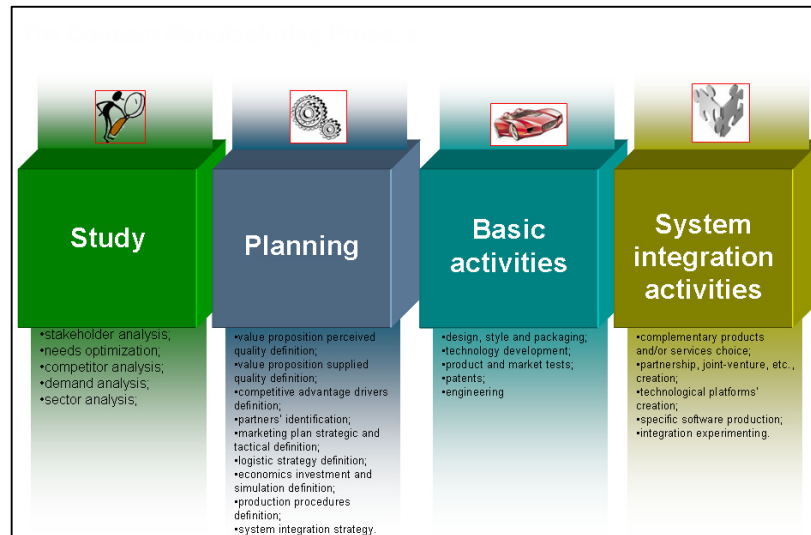 Study
•stakeholder analysis;
•needs optimization;
•competitor analysis;
•demand analysis;
•sector analysis;
Planning
•value proposition perceived
quality definition;
•value proposition supplied
quality definition;
•competitive advantage drivers
definition;
•partners' identification;
•marketing plan strategic and
tactical definition;
•logistic strategy definition;
•economics investment and
simulation definition;
•production procedures
definition;
•system integration strategy.
Basic
activities
•design, style and packaging;
•technology development;
•product and market tests;
•patents;
•engineering
System
integration
activities
•complementary products
and/or services choice;
•partnership, joint-venture, etc.,
creation;
•technological platforms'
creation;
•specific software production;
•integration experimenting.